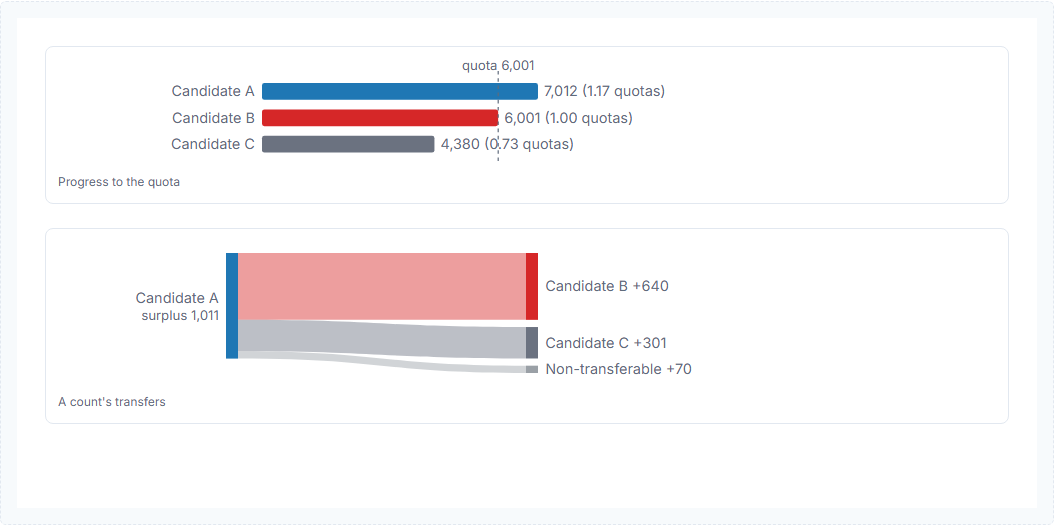 quota 6,001
Candidate A 7,012 (1.17 quotas)
Candidate B 6,001 (1.00 quotas)
Candidate C 4,380 (0.73 quotas)
Progress to the quota
Candidate A
surplus 1,011
Candidate B +640
Candidate C +301
Non-transferable +70
A count's transfers